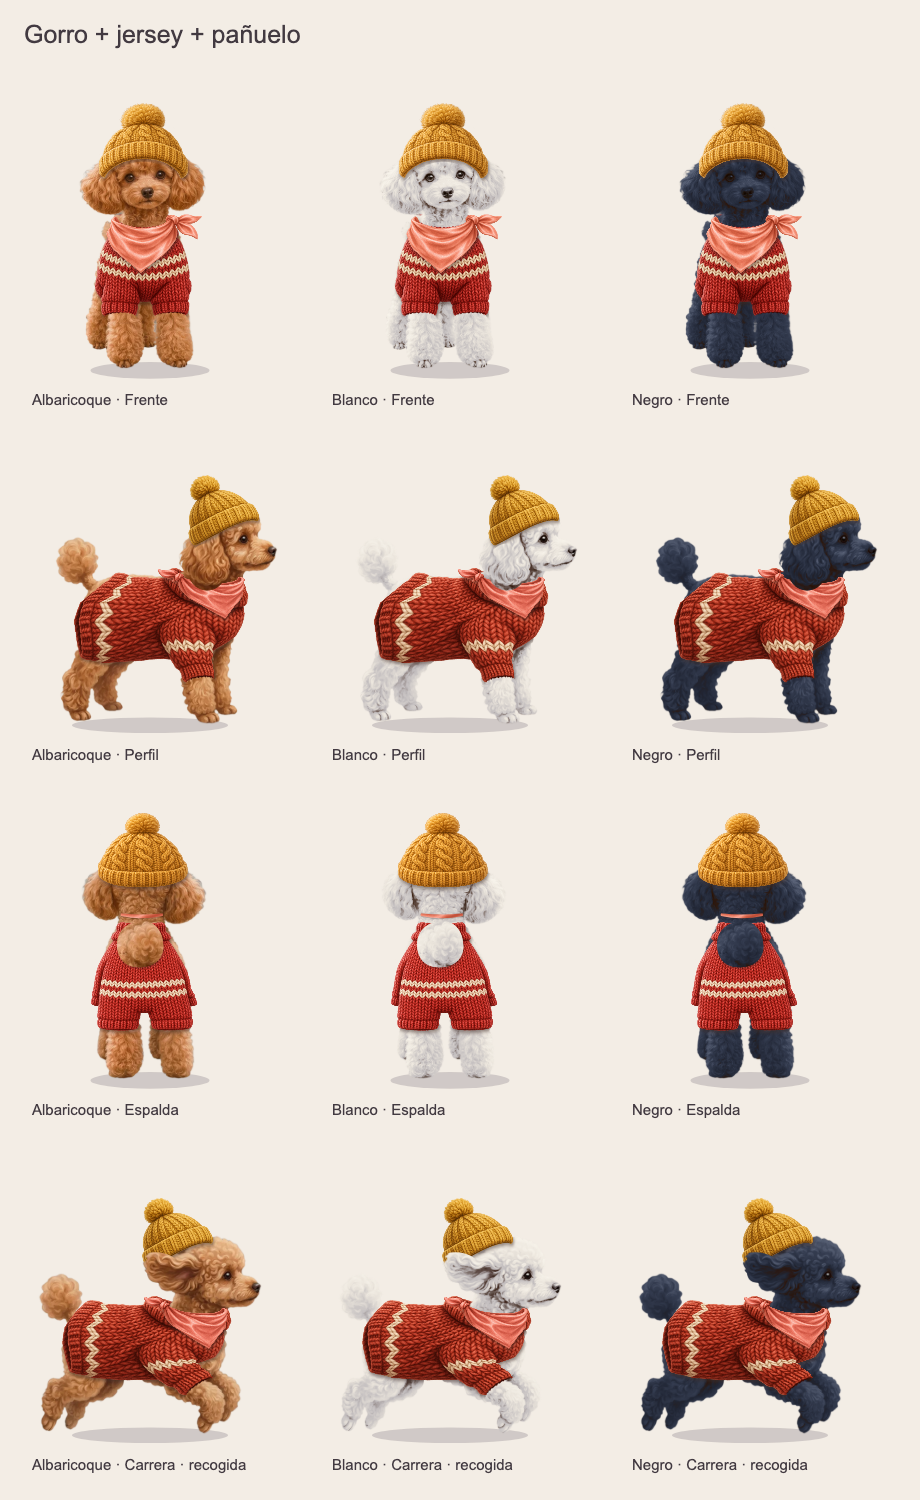 Gorro + jersey + pañuelo
Albaricoque · Frente
Blanco · Frente
Negro · Frente
Albaricoque · Perfil
Blanco · Perfil
Negro · Perfil
Albaricoque · Espalda
Blanco · Espalda
Negro · Espalda
Albaricoque · Carrera · recogida
Blanco · Carrera · recogida
Negro · Carrera · recogida